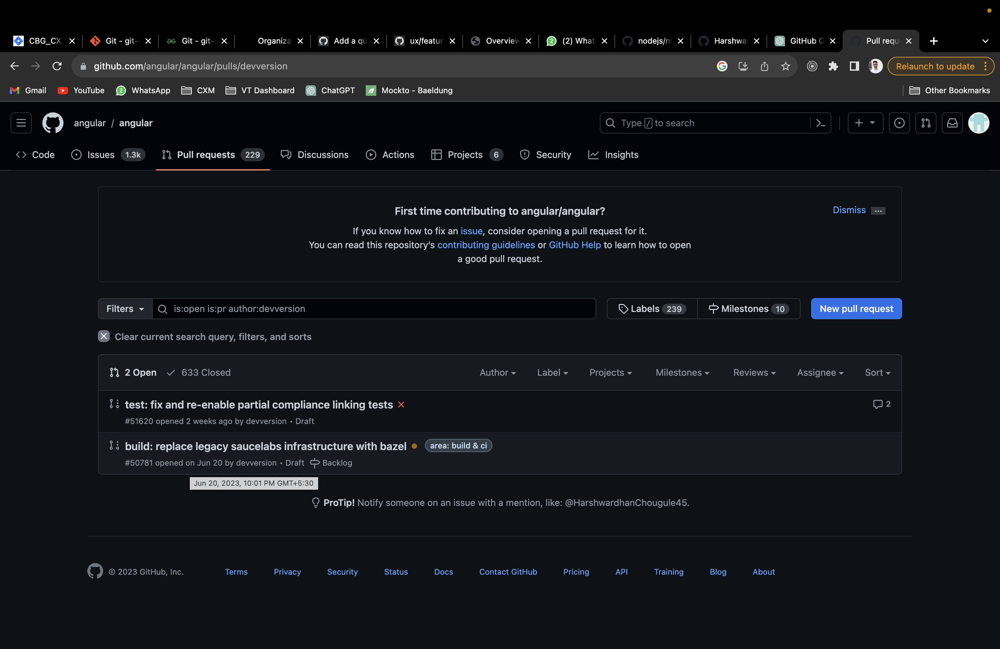 CBG_CX_
Git - git-
Git - git-
Organiza
Add a qu
ux/featur
Overview
2 (2) What
nodejs/n
Harshwa
GitHub O
Pull requ
github.com/angular/angular/pulls/devversion
Relaunch to update
Gmail
YouTube
2 WhatsApp
CXM
VT Dashboard
ChatGPT
Mockto - Baeldung
Other Bookmarks
angular / angular
Type / to search
Code
Issues 1.3k
Pull requests 229
Discussions
Actions
Projects 6
Security
Insights
First time contributing to angular/angular?
Dismiss ...
If you know how to fix an issue, consider opening a pull request for it.
You can read this repository's contributing guidelines or GitHub Help to learn how to open
a good pull request.
Filters
is:open is:pr author:devversion
Labels 239
Milestones 10
New pull request
Clear current search query, filters, and sorts
2 Open
633 Closed
Author
Label
Projects
Milestones
Reviews
Assignee
Sort
test: fix and re-enable partial compliance linking tests
2
#51620 opened 2 weeks ago by devversion • Draft
build: replace legacy saucelabs infrastructure with bazel
area: build & ci
#50781 opened on Jun 20 by devversion • Draft Backlog
Jun 20, 2023, 10:01 PM GMT+5:30
ProTip! Notify someone on an issue with a mention, like: @HarshwardhanChougule45.
© 2023 GitHub, Inc.
Terms
Privacy
Security
Status
Docs
Contact GitHub
Pricing
API
Training
Blog
About